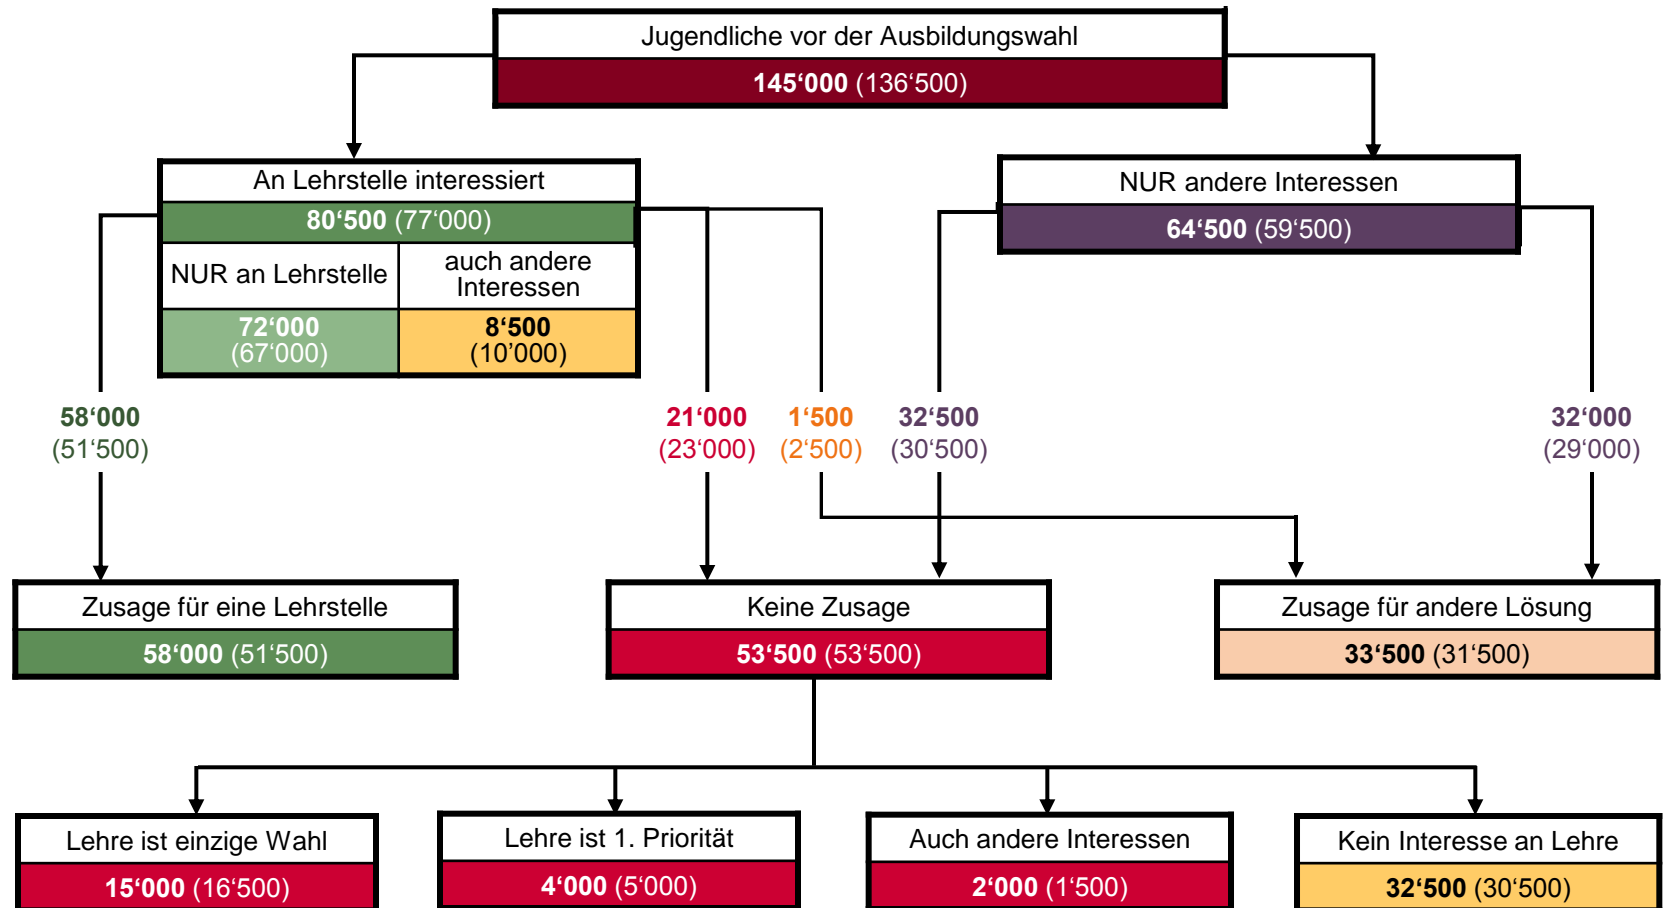 Jugendliche vor der Ausbildungswahl
145‘000 (136‘500)
An Lehrstelle interessiert
80‘500 (77‘000)
NUR an Lehrstelle
auch andere
Interessen
72‘000
(67‘000)
8‘500
(10’000)
NUR andere Interessen
64‘500 (59‘500)
58‘000
(51‘500)
21‘000
(23‘000)
1‘500
(2‘500)
32‘500
(30‘500)
32‘000
(29‘000)
Zusage für eine Lehrstelle
58‘000 (51‘500)
Keine Zusage
53‘500 (53‘500)
Zusage für andere Lösung
33‘500 (31‘500)
Lehre ist einzige Wahl
15‘000 (16‘500)
Lehre ist 1. Priorität
4‘000 (5‘000)
Auch andere Interessen
2‘000 (1‘500)
Kein Interesse an Lehre
32‘500 (30‘500)